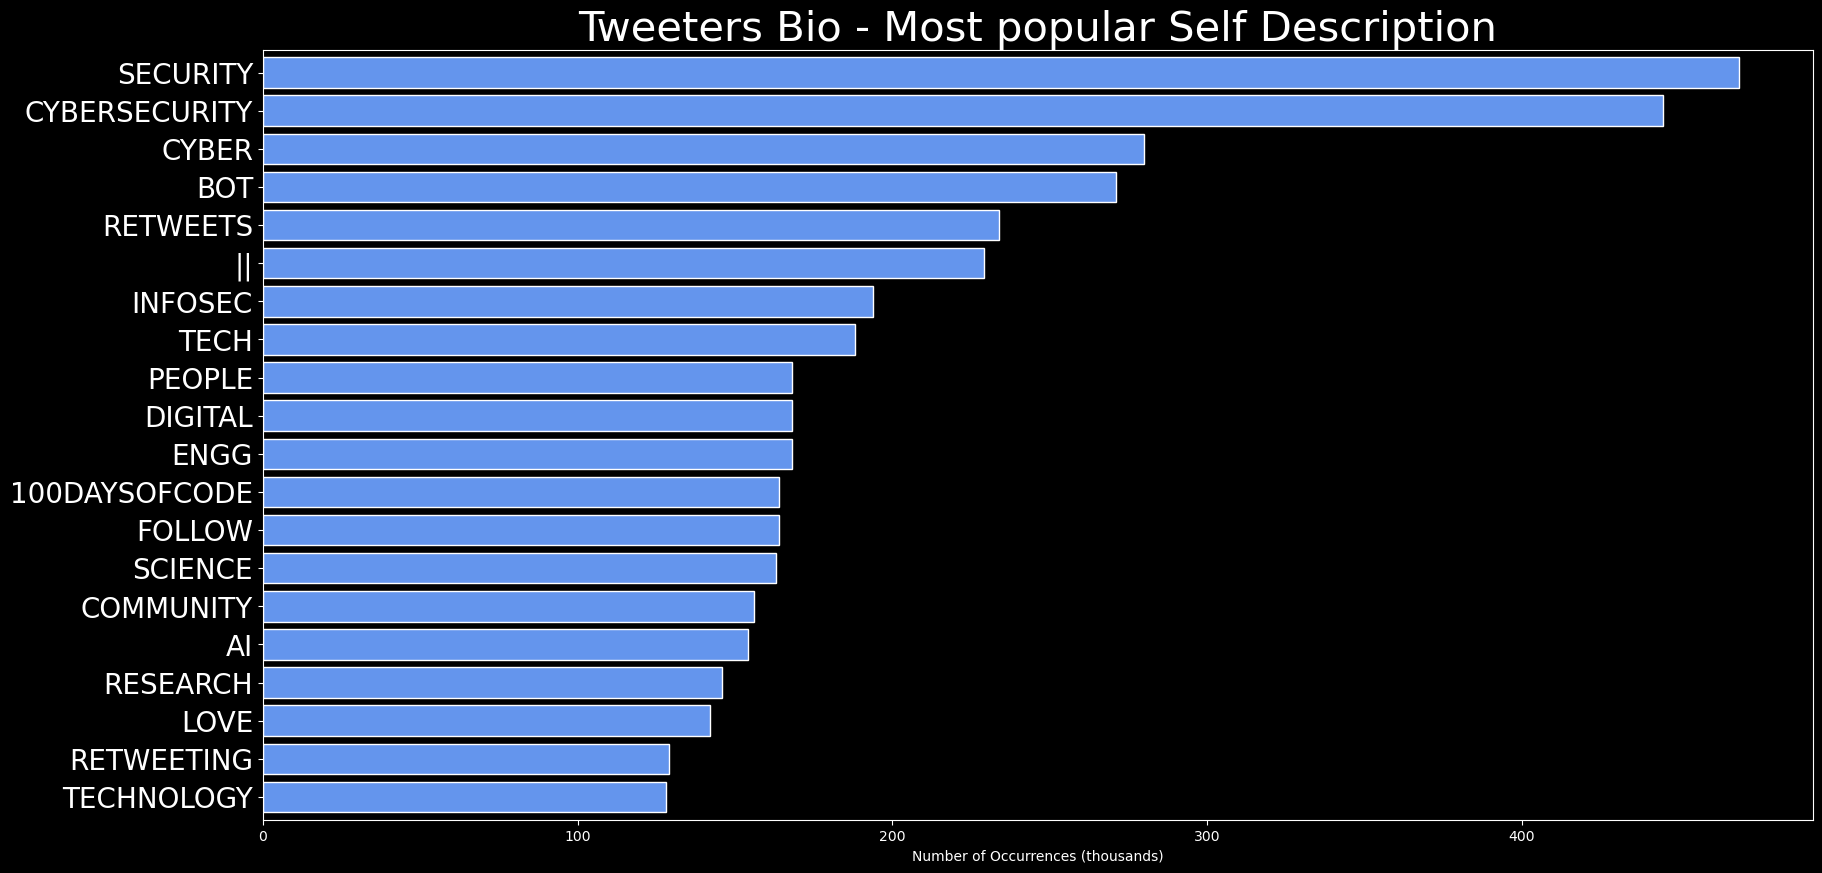 Tweeters Bio - Most popular Self Description
SECURITY
CYBERSECURITY
CYBER
BOT
RETWEETS
||
INFOSEC
TECH
PEOPLE
DIGITAL
ENGG
100DAYSOFCODE
FOLLOW
SCIENCE
COMMUNITY
AI
RESEARCH
LOVE
RETWEETING
TECHNOLOGY
0 100 200 300 400
Number of Occurrences (thousands)